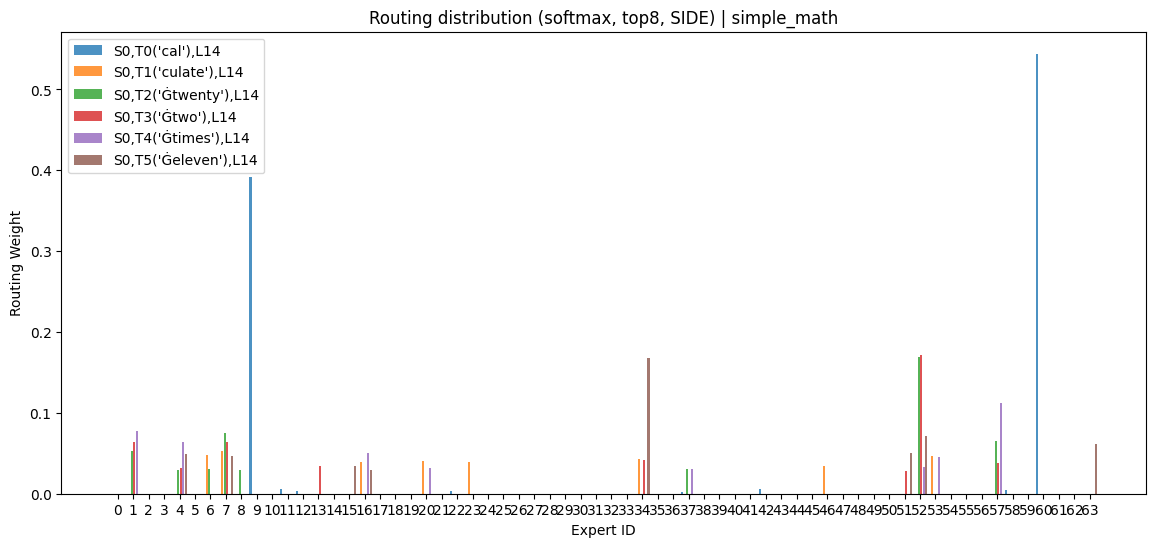 Routing distribution (softmax, top8, SIDE) | simple_math
S0,T0('cal'),L14
S0,T1('culate'),L14
S0,T2('Ġtwenty'),L14
S0,T3('Ġtwo'),L14
S0,T4('Ġtimes'),L14
S0,T5('Ġeleven'),L14
Routing Weight
0.5
0.4
0.3
0.2
0.1
0.0
0 1 2 3 4 5 6 7 8 9 10 11 12 13 14 15 16 17 18 19 20 21 22 23 24 25 26 27 28 29 30 31 32 33 34 35 36 37 38 39 40 41 42 43 44 45 46 47 48 49 50 51 52 53 54 55 56 57 58 59 60 61 62 63
Expert ID